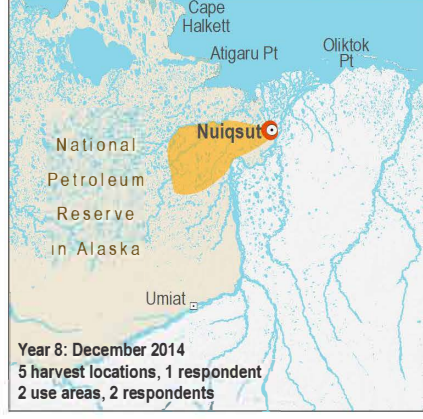 Cape
Halkett
Atigaru Pt
Oliktok
Pt
Nuiqsut
National
Petroleum
Reserve
in Alaska
Umiat
Year 8: December 2014
5 harvest locations, 1 respondent
2 use areas, 2 respondents